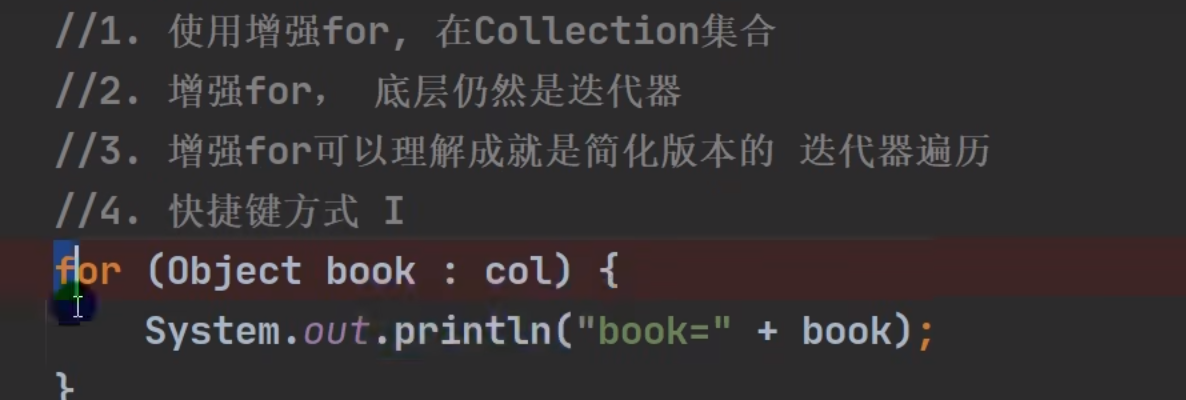 //1. 使用增强for, 在Collection集合
//2. 增强for， 底层仍然是迭代器
//3. 增强for可以理解成就是简化版本的 迭代器遍历
//4. 快捷键方式 I
for (Object book : col) {
System.out.println("book=" + book);
}